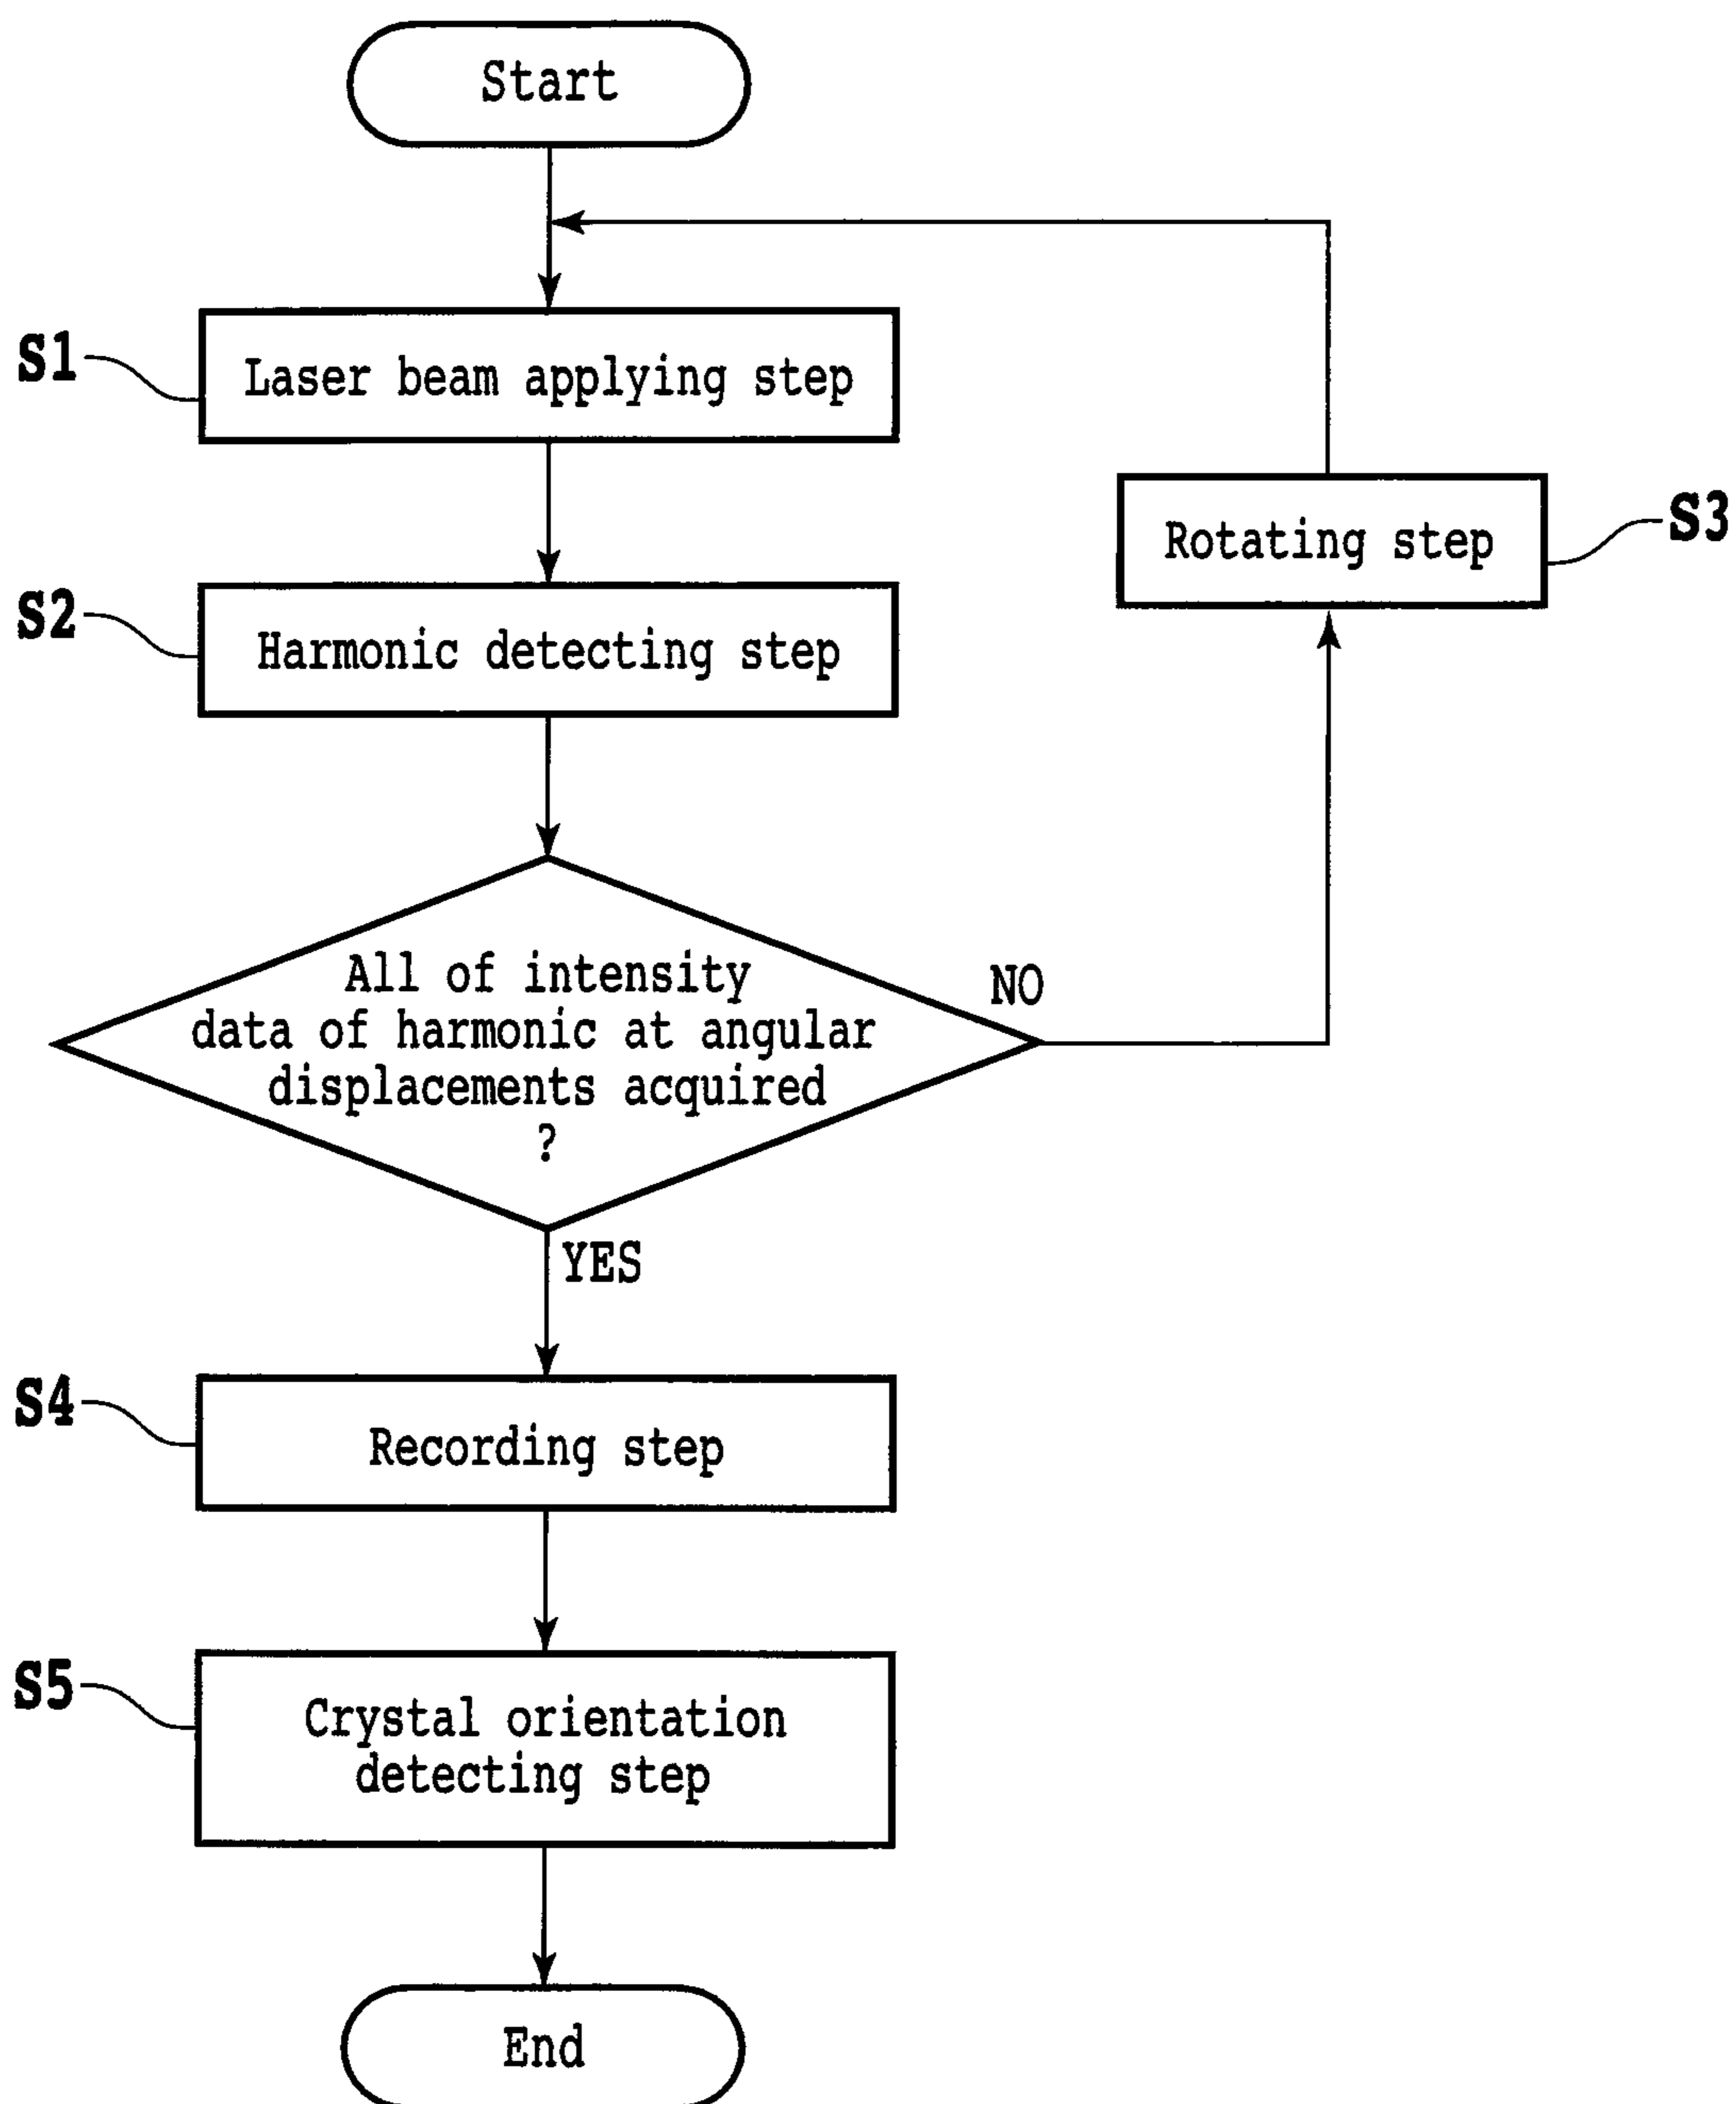 Start
S1
Laser beam applying step
S3
Rotating step
S2
Harmonic detecting step
All of intensity
data of harmonic at angular
displacements acquired
?
NO
YES
S4
Recording step
S5
Crystal orientation
detecting step
End